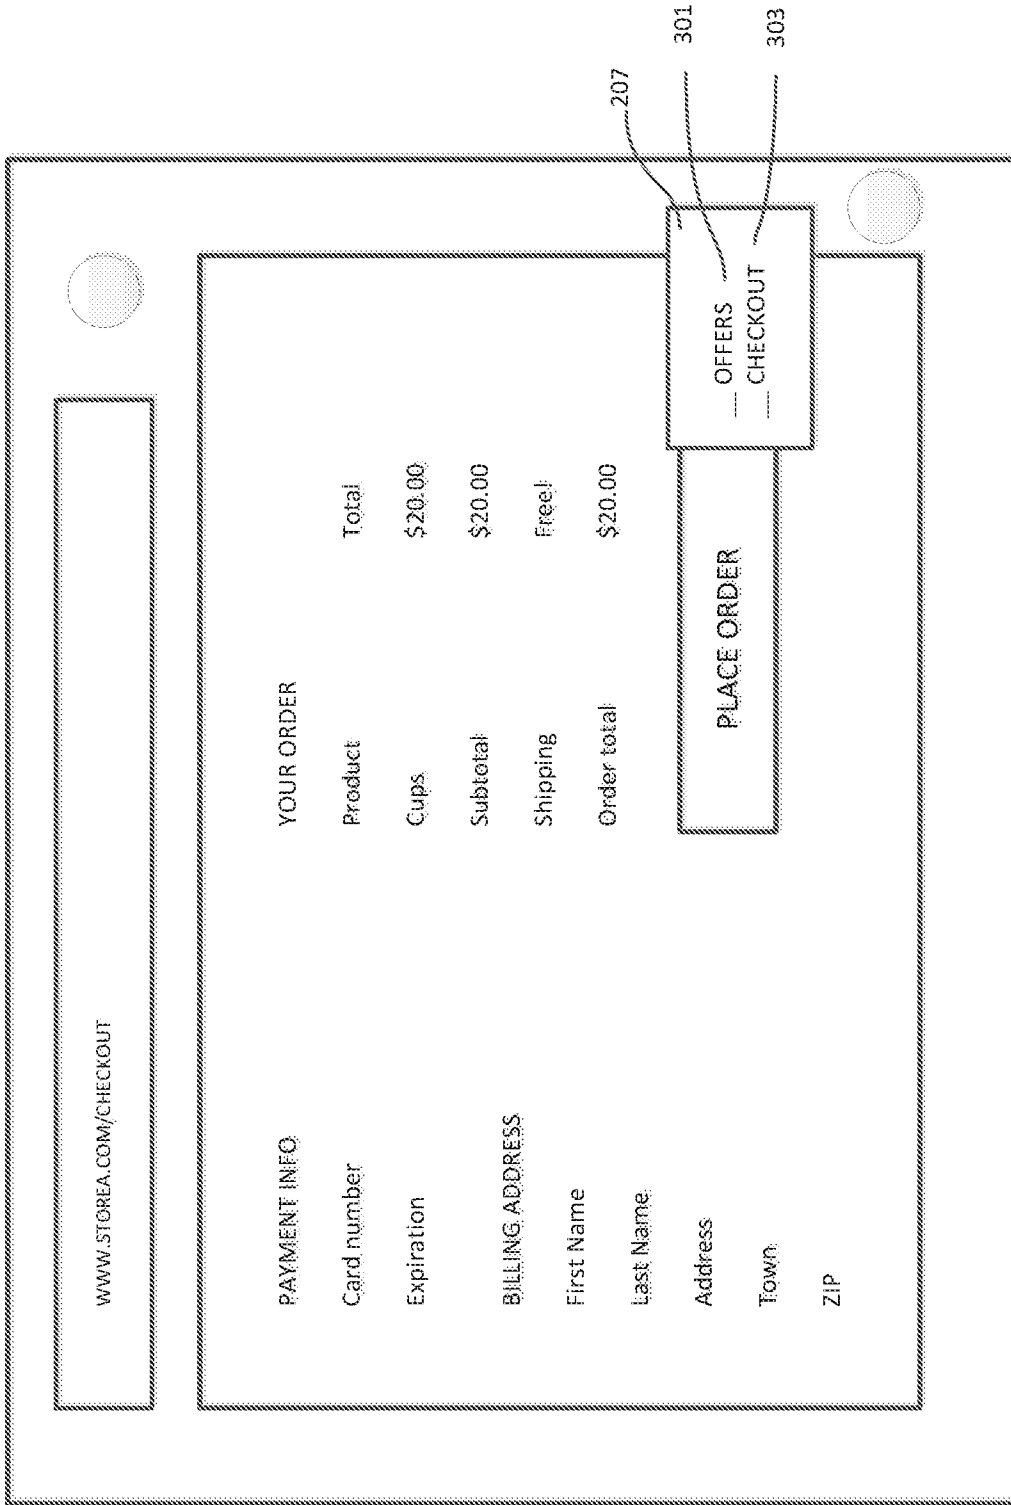 WWW.STOREA.COM/CHECKOUT
PAYMENT INFO
Card number
Expiration
BILLING ADDRESS
First Name
Last Name
Address
Town
ZIP
YOUR ORDER
Product Total
Cups $20.00
Subtotal $20.00
Shipping Free!
Order total $20.00
PLACE ORDER
__ OFFERS
__ CHECKOUT
207
301
303